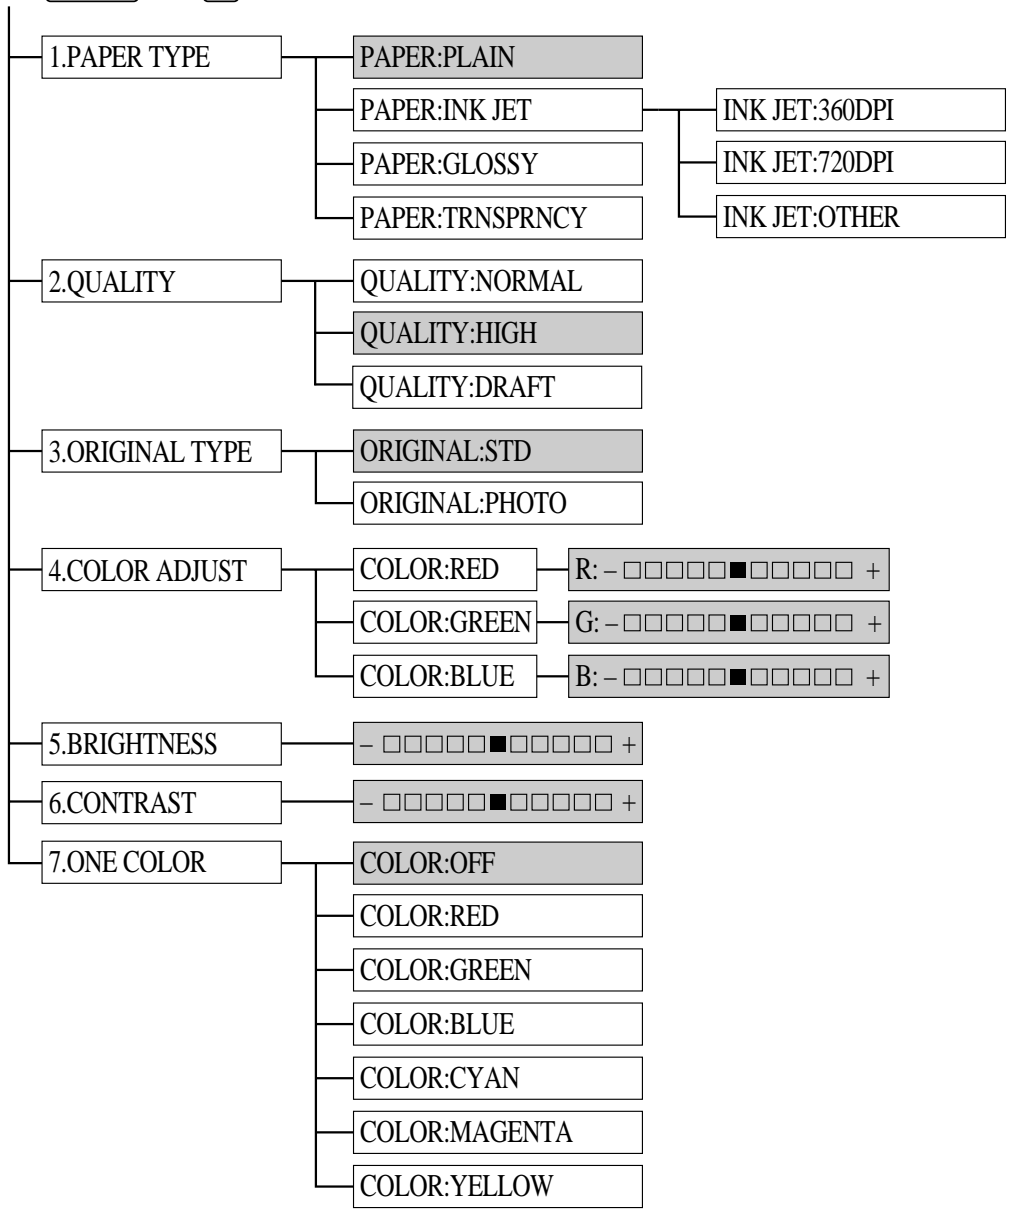 1.PAPER TYPE
PAPER:PLAIN
PAPER:INK JET
INK JET:360DPI
INK JET:720DPI
INK JET:OTHER
PAPER:GLOSSY
PAPER:TRNSPRNCY
2.QUALITY
QUALITY:NORMAL
QUALITY:HIGH
QUALITY:DRAFT
3.ORIGINAL TYPE
ORIGINAL:STD
ORIGINAL:PHOTO
4.COLOR ADJUST
COLOR:RED
R: – □□□□□■□□□□□ +
COLOR:GREEN
G: – □□□□□■□□□□□ +
COLOR:BLUE
B: – □□□□□■□□□□□ +
5.BRIGHTNESS
– □□□□□■□□□□□ +
6.CONTRAST
– □□□□□■□□□□□ +
7.ONE COLOR
COLOR:OFF
COLOR:RED
COLOR:GREEN
COLOR:BLUE
COLOR:CYAN
COLOR:MAGENTA
COLOR:YELLOW